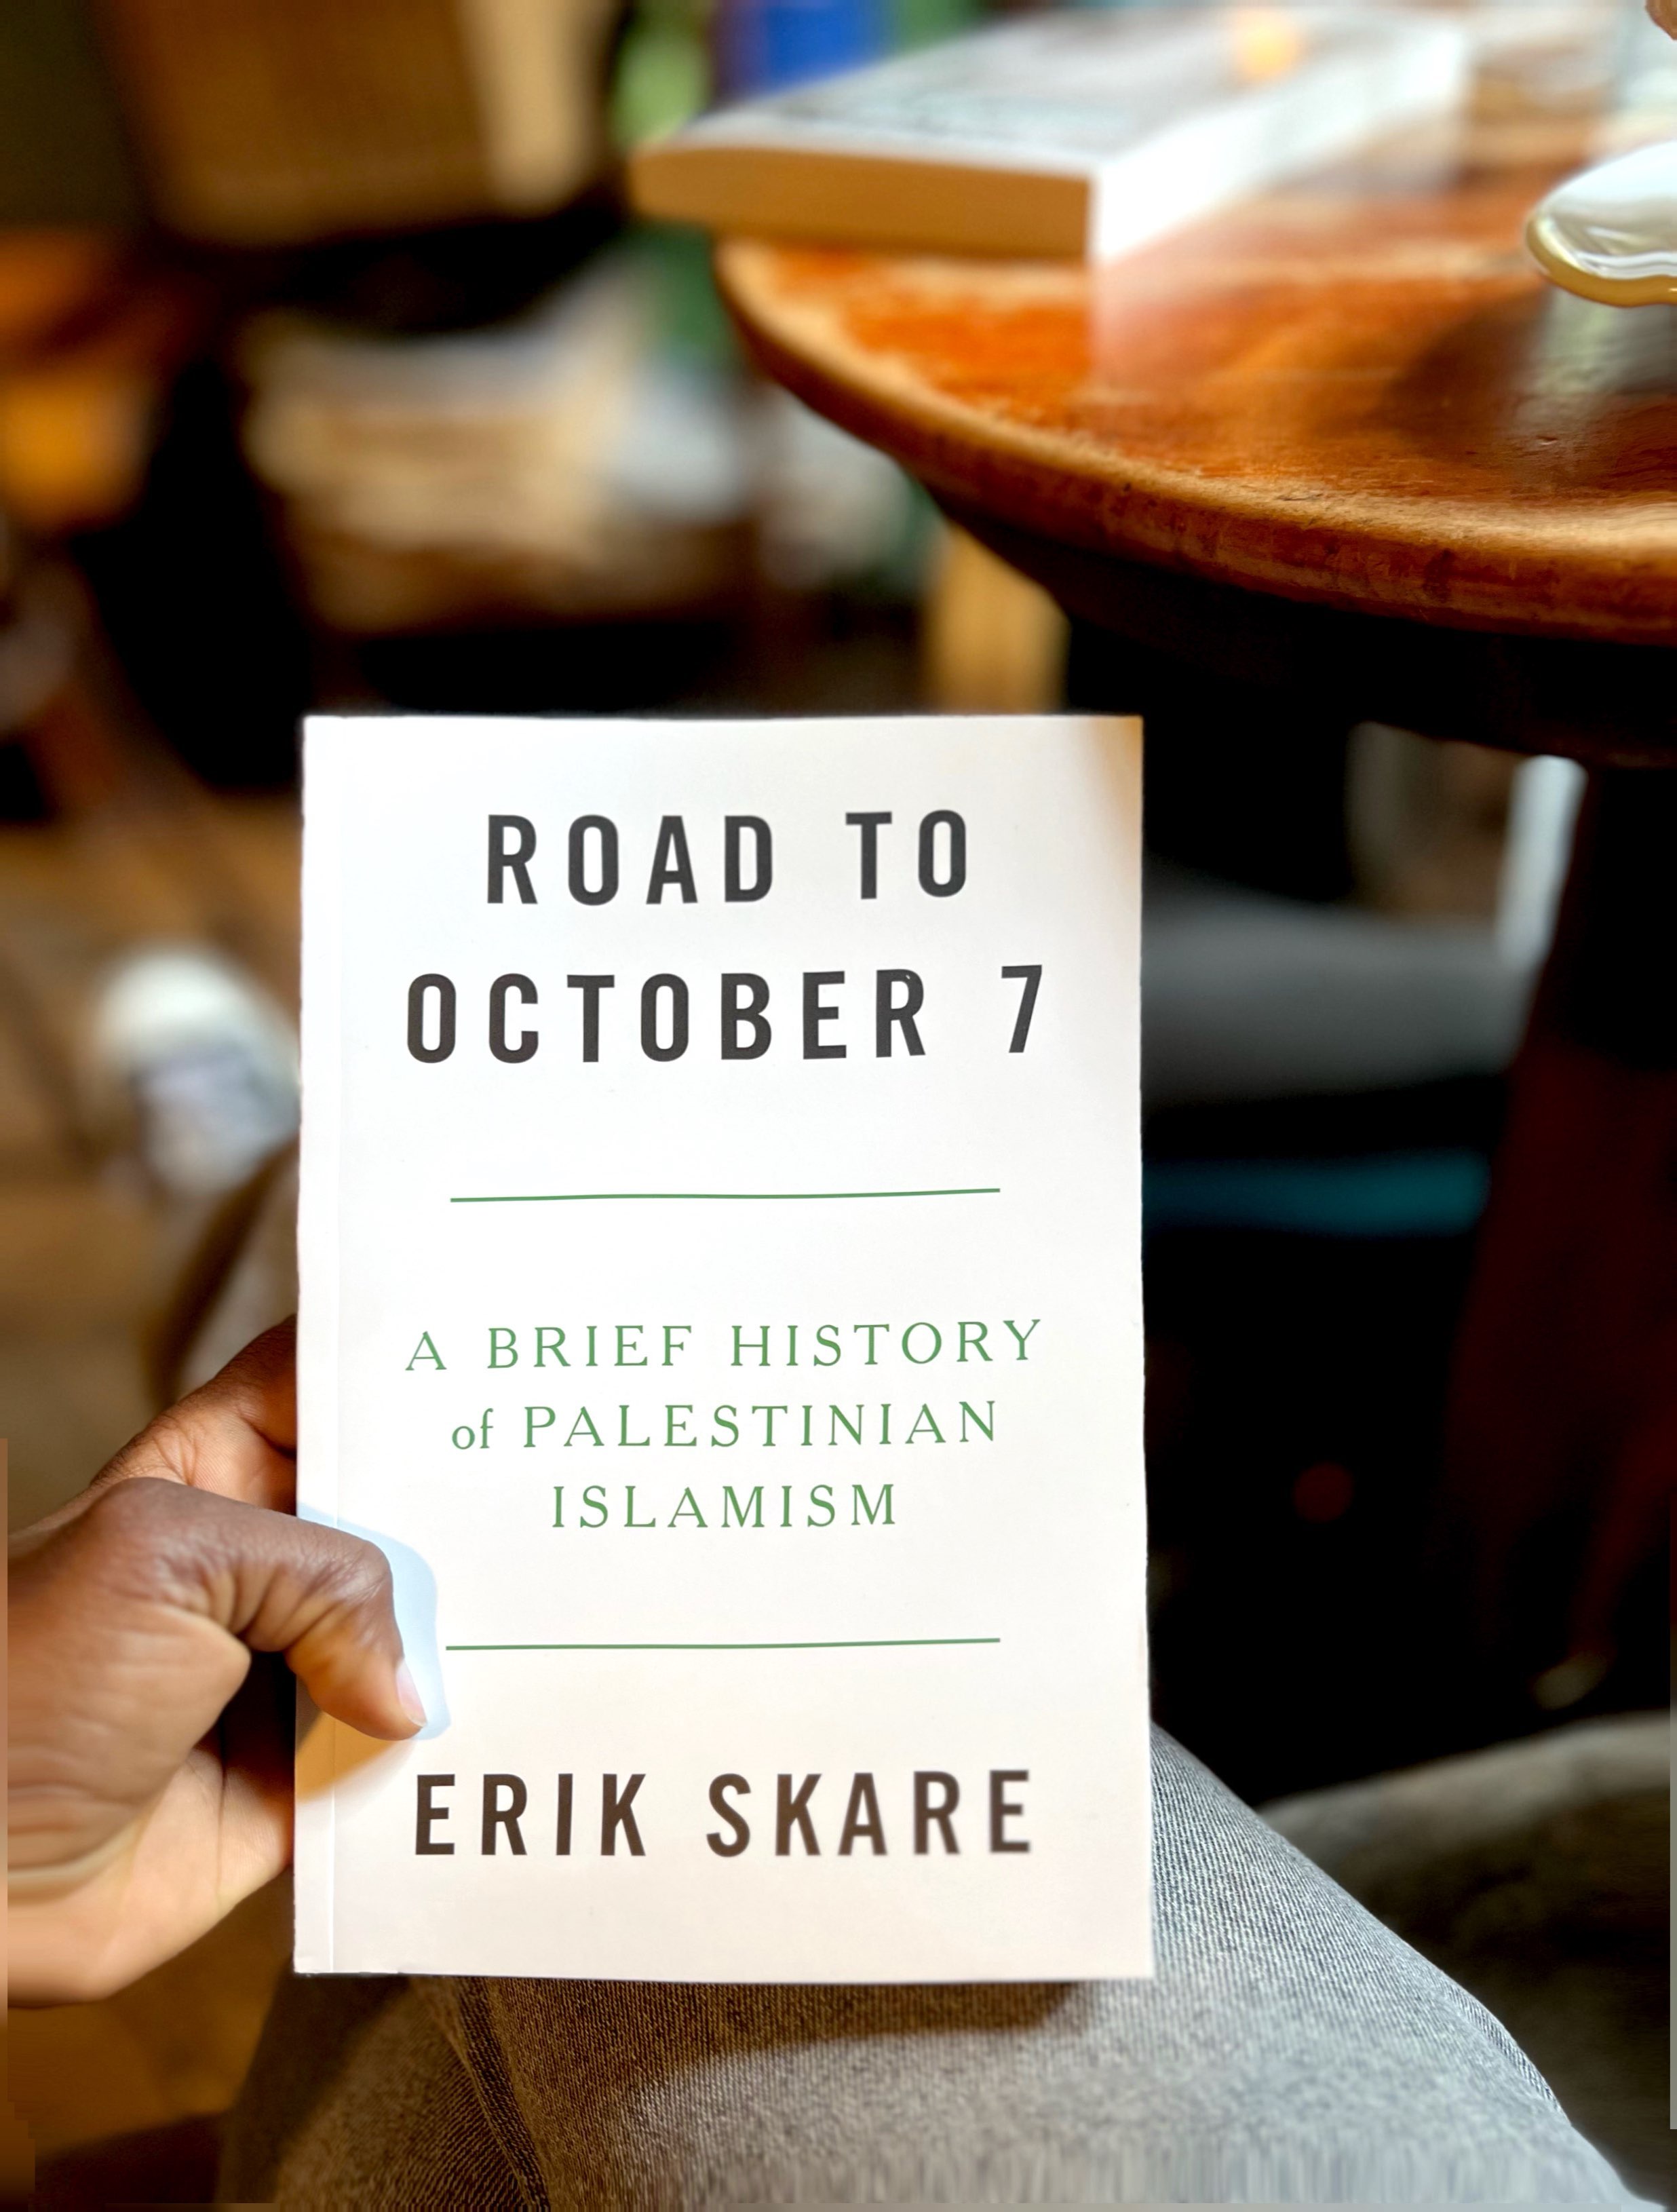 ROAD TO
OCTOBER 7
A BRIEF HISTORY
of PALESTINIAN
ISLAMISM
ERIK SKARE